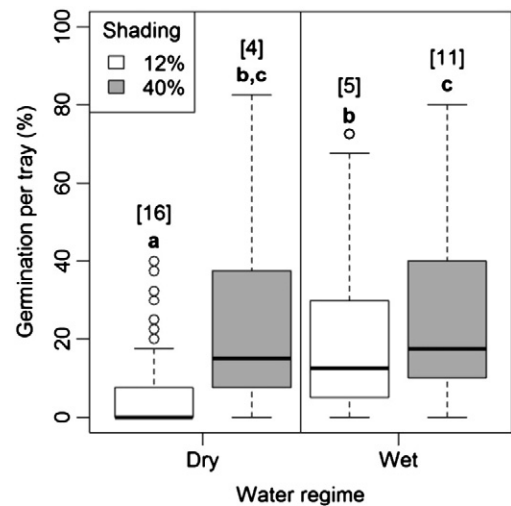 Germination per tray (%)
100
80
60
40
20
0
Shading
12%
40%
[16]
a
[4]
b,c
[5]
b
[11]
c
Dry
Wet
Water regime